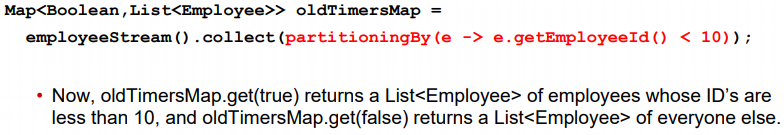 Map<Boolean,List<Employee>> oldTimersMap =
employeeStream().collect(partitioningBy(e -> e.getEmployeeId() < 10));
• Now, oldTimersMap.get(true) returns a List<Employee> of employees whose ID's are
less than 10, and oldTimersMap.get(false) returns a List<Employee> of everyone else.